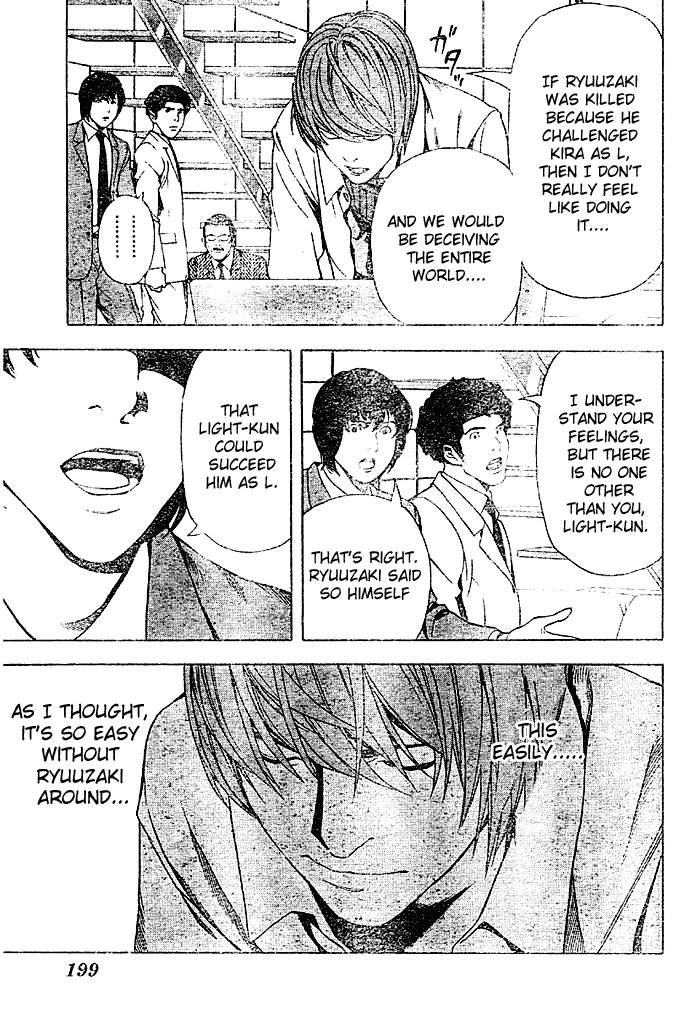 IF RYUUZAKI
WAS KILLED
BECAUSE HE
CHALLENGED
KIRA AS L,
THEN I DON'T
REALLY FEEL
LIKE DOING
IT....
ガタッ
AND WE WOULD
BE DECEIVING
THE ENTIRE
WORLD....
.........
I UNDER-
STAND YOUR
FEELINGS,
BUT THERE
IS NO ONE
OTHER
THAN YOU,
LIGHT-KUN.
THAT'S RIGHT.
RYUUZAKI SAID
SO HIMSELF
THAT
LIGHT-KUN
COULD
SUCCEED
HIM AS L.
THIS
EASILY.....
AS I THOUGHT,
IT'S SO EASY
WITHOUT
RYUUZAKI
AROUND...
199